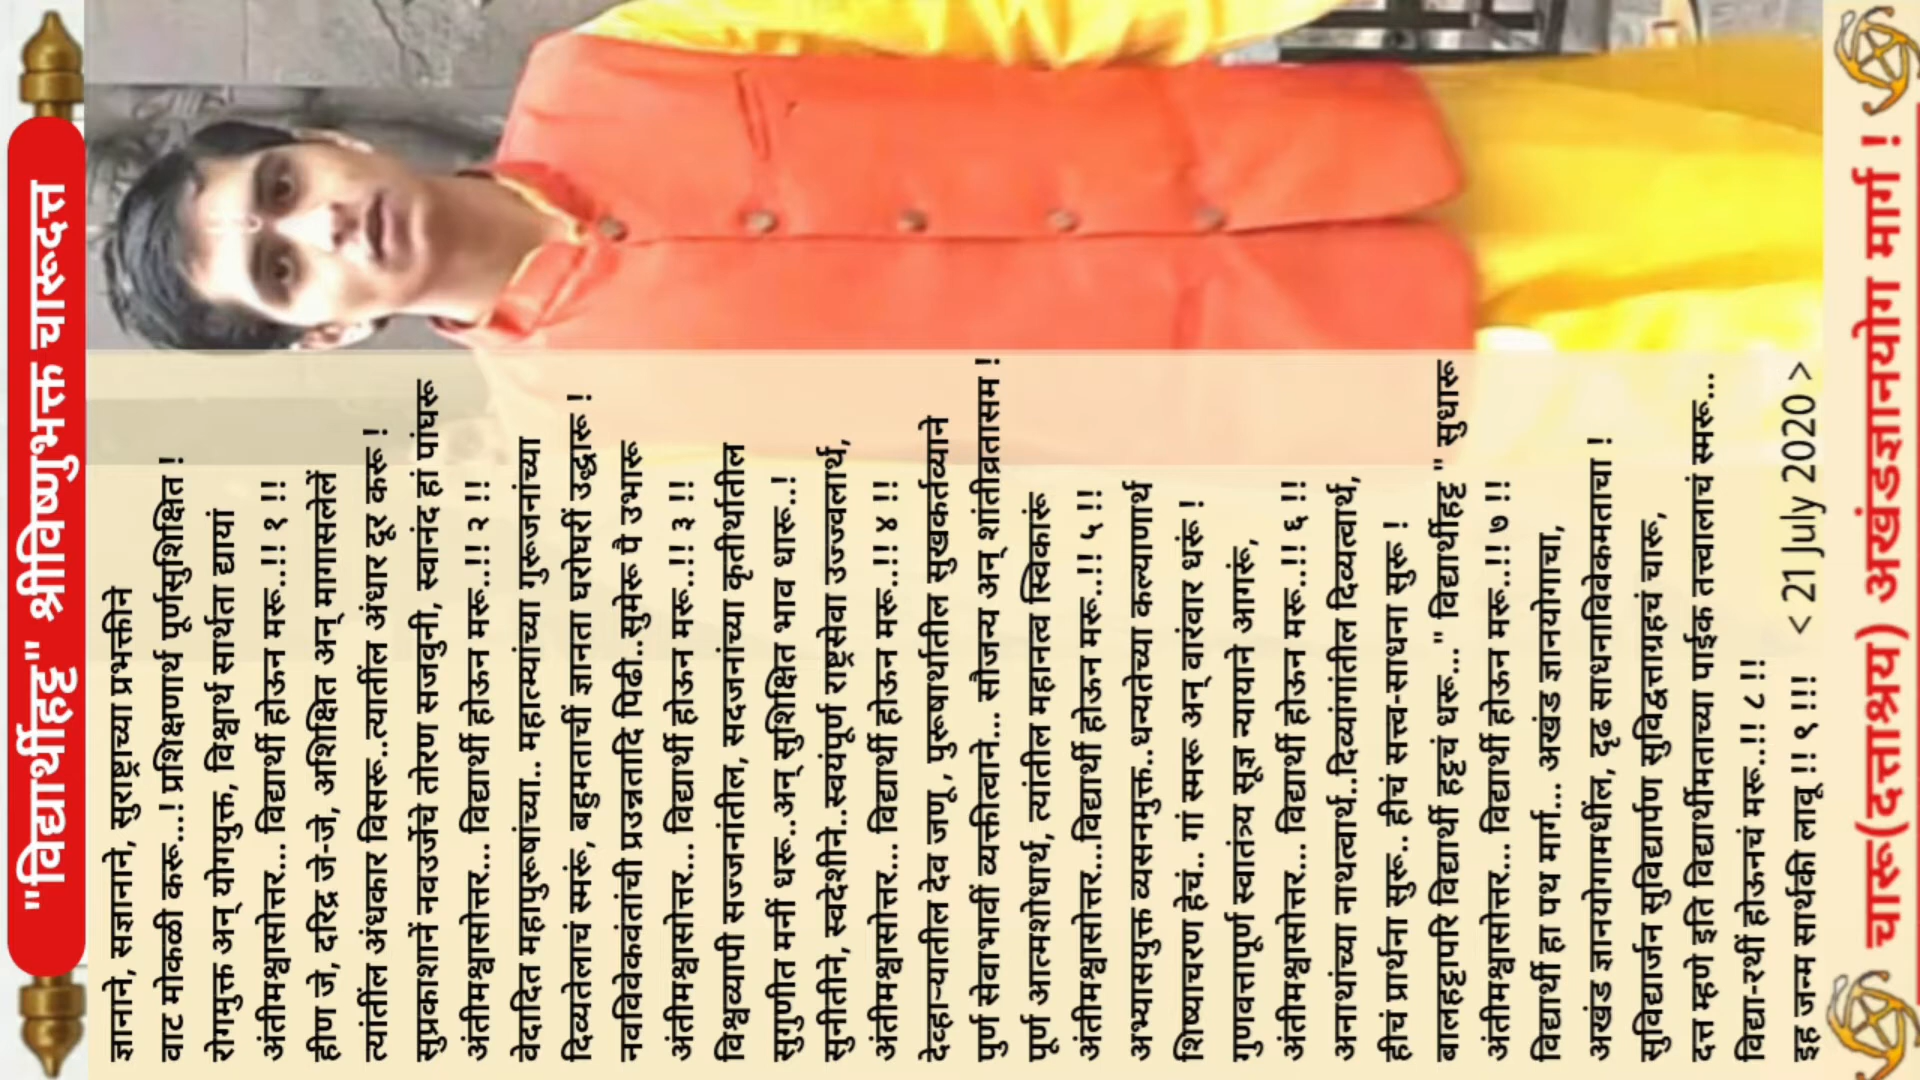 "विद्यार्थीहट्ट" श्रीविष्णुभक्त चारूदत्त
ज्ञानाने, सज्ञानाने, सुराष्ट्राच्या प्रभक्तीने
वाट मोकळी करू...! प्रशिक्षणार्थ पूर्णसुशिक्षित !
रोगमुक्त अन् योगयुक्त, विश्वार्थ सार्थता द्यायां
अंतीमश्वासोत्तर... विद्यार्थी होऊन मरू..!! १ !!
हीण जे, दरिद्र जे-जे, अशिक्षित अन् मागासलेलें
त्यांतींल अंधकार विसरू..त्यातींल अंधार दूर करू !
सुप्रकाशानें नवउर्जेचे तोरण सजवुनी, स्वानंद हां पांघरू
अंतीमश्वासोत्तर... विद्यार्थी होऊन मरू..!! २ !!
वेदादित महापुरूषांच्या.. महात्म्यांच्या गुरूजनांच्या
दिव्यतेलाचं स्मरूं, बहुमताचीं ज्ञानता घरोघरीं उद्धारू !
नवविवेकवंतांची प्रउन्नतादि पिढी..सुमेरू पै उभारू
अंतीमश्वासोत्तर... विद्यार्थी होऊन मरू..!! ३ !!
विश्वव्यापी सज्जनांतील, सदजनांच्या कृतीर्थातील
सुगुणीत मनीं धरू..अन् सुशिक्षित भाव धारू..!
सुनीतीने, स्वदेशीने..स्वयंपूर्ण राष्ट्रसेवा उज्ज्वलार्थ,
अंतीमश्वासोत्तर... विद्यार्थी होऊन मरू..!! ४ !!
देव्हाऱ्यातील देव जणू , पुरूषार्थातील सुखकर्तव्याने
पुर्ण सेवाभावीं व्यक्तीत्वाने... सौजन्य अन् शांतीव्रतासम !
पूर्ण आत्मशोधार्थ, त्यांतील महानत्व स्विकारूं
अंतीमश्वासोत्तर...विद्यार्थी होऊन मरू..!! ५ !!
अभ्यासयुक्त व्यसनमुक्त..धन्यतेच्या कल्याणार्थ
शिष्याचरण हेचं.. गां स्मरू अन् वारंवार धरूं !
गुणवत्तापूर्ण स्वातंत्र्य सूज्ञ न्यायाने आगरूं,
अंतीमश्वासोत्तर... विद्यार्थी होऊन मरू..!! ६ !!
अनाथांच्या नाथत्वार्थ..दिव्यांगांतील दिव्यत्वार्थ,
हीचं प्रार्थना सुरू.. हीचं सत्त्व-साधना सुरू !
बालहट्टापरि विद्यार्थी हट्टचं धरू..." विद्यार्थीहट्ट " सुधारू
अंतीमश्वासोत्तर... विद्यार्थी होऊन मरू..!! ७ !!
विद्यार्थी हा पथ मार्ग... अखंड ज्ञानयोगाचा,
अखंड ज्ञानयोगामधींल, दृढ साधनाविवेकमताचा !
सुविद्यार्जन सुविद्यार्पण सुविद्वत्ताग्रहचं चारू,
दत्त म्हणे इति विद्यार्थीमताच्या पाईक तत्त्वालाचं स्मरू...
विद्या-रथीं होऊनचं मरू..!! ८ !!
इह जन्म सार्थकी लावू !! ९ !!! < 21 July 2020 >
चारू(दत्ताश्रय) अखंडज्ञानयोग मार्ग !